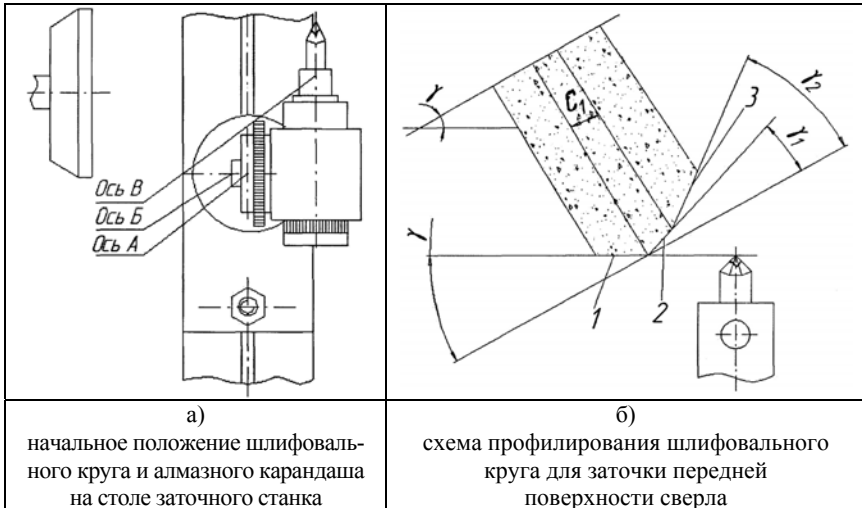 Ось В
Ось Б
Ось А
γ
C₁
3
γ₂
γ₁
γ
1
2
а)
начальное положение шлифоваль-
ного круга и алмазного карандаша
на столе заточного станка
б)
схема профилирования шлифовального
круга для заточки передней
поверхности сверла